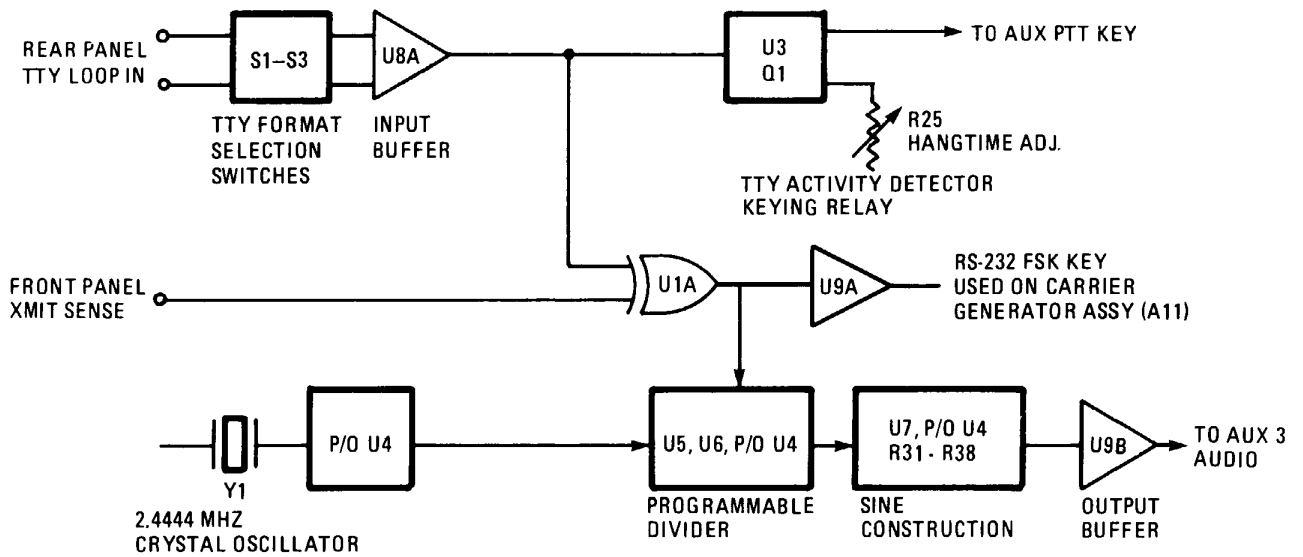 REAR PANEL
TTY LOOP IN
S1–S3
TTY FORMAT
SELECTION
SWITCHES
U8A
INPUT
BUFFER
U3
Q1
TO AUX PTT KEY
R25
HANGTIME ADJ.
TTY ACTIVITY DETECTOR
KEYING RELAY
FRONT PANEL
XMIT SENSE
U1A
U9A
RS-232 FSK KEY
USED ON CARRIER
GENERATOR ASSY (A11)
Y1
2.4444 MHZ
CRYSTAL OSCILLATOR
P/O U4
U5, U6, P/O U4
PROGRAMMABLE
DIVIDER
U7, P/O U4
R31 - R38
SINE
CONSTRUCTION
U9B
OUTPUT
BUFFER
TO AUX 3
AUDIO